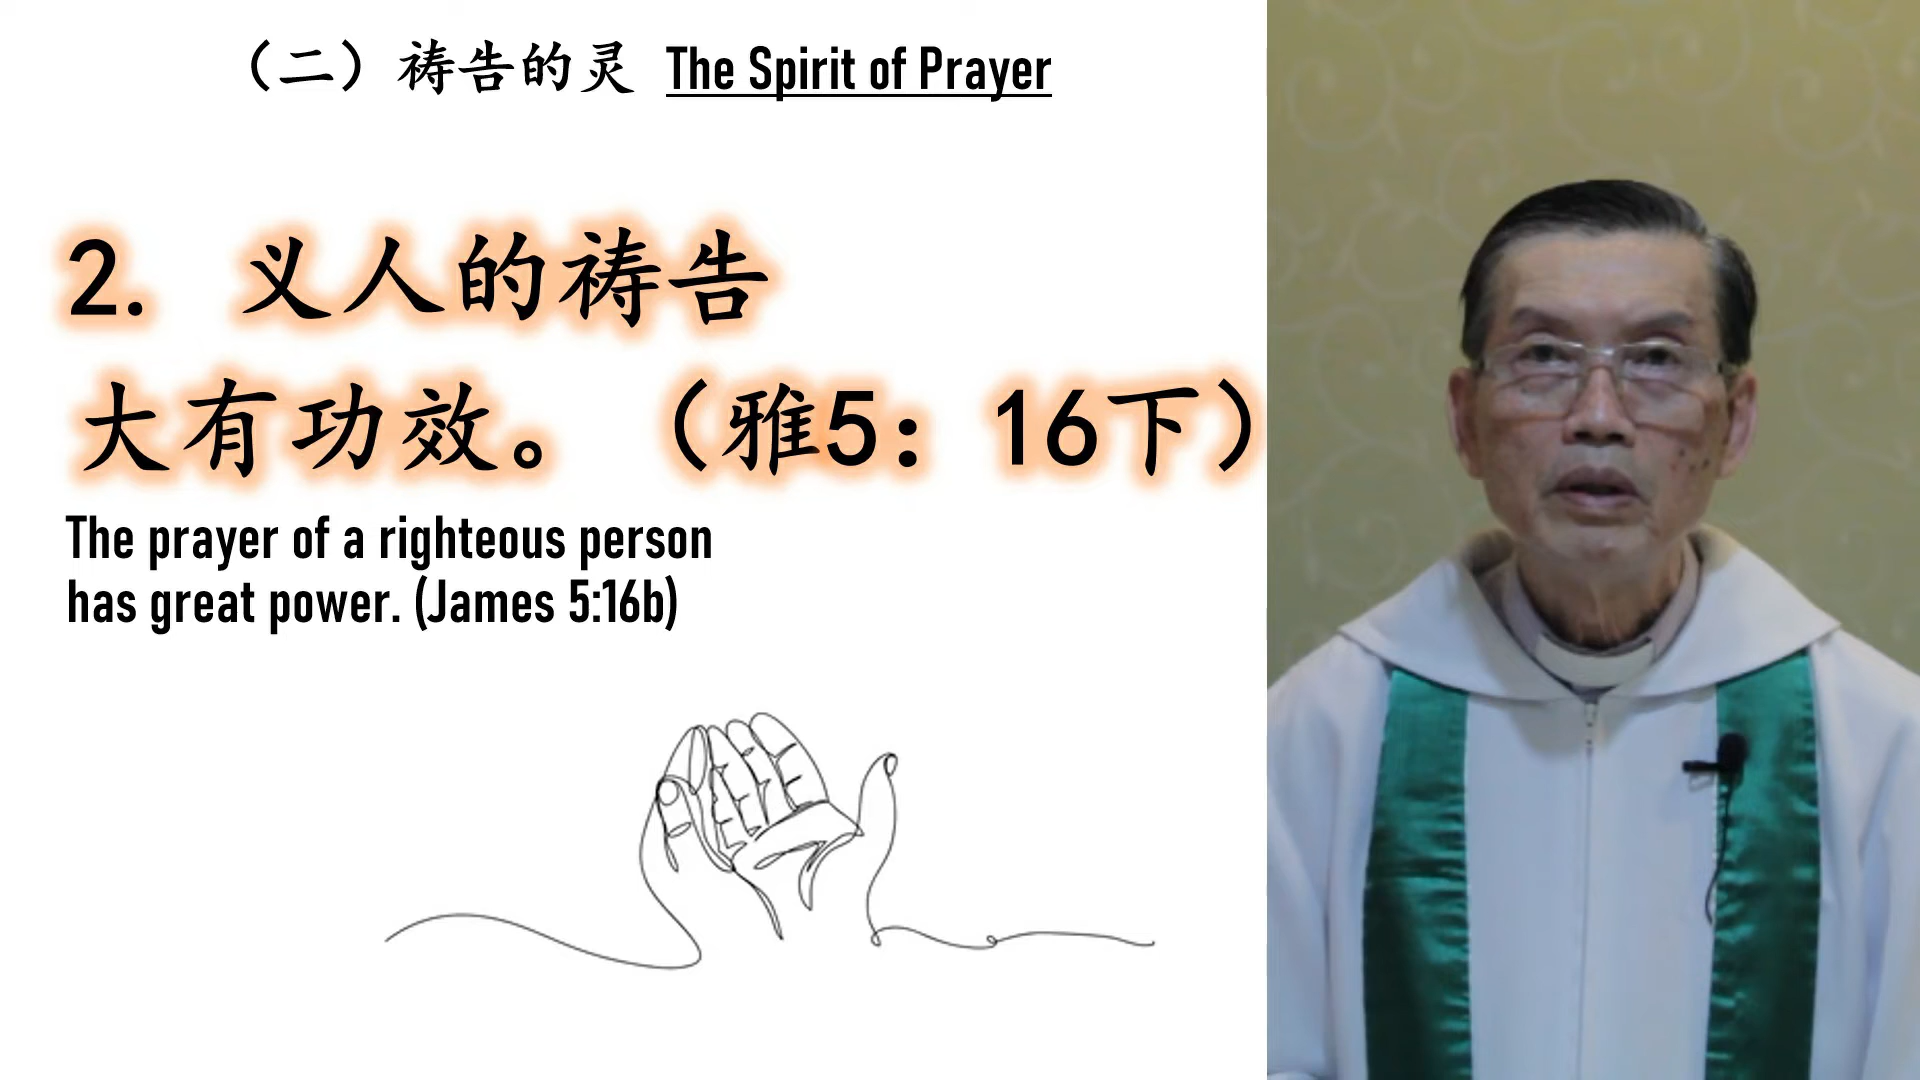 （二）祷告的灵 The Spirit of Prayer
2. 义人的祷告
大有功效。（雅5：16下）
The prayer of a righteous person
has great power. (James 5:16b)